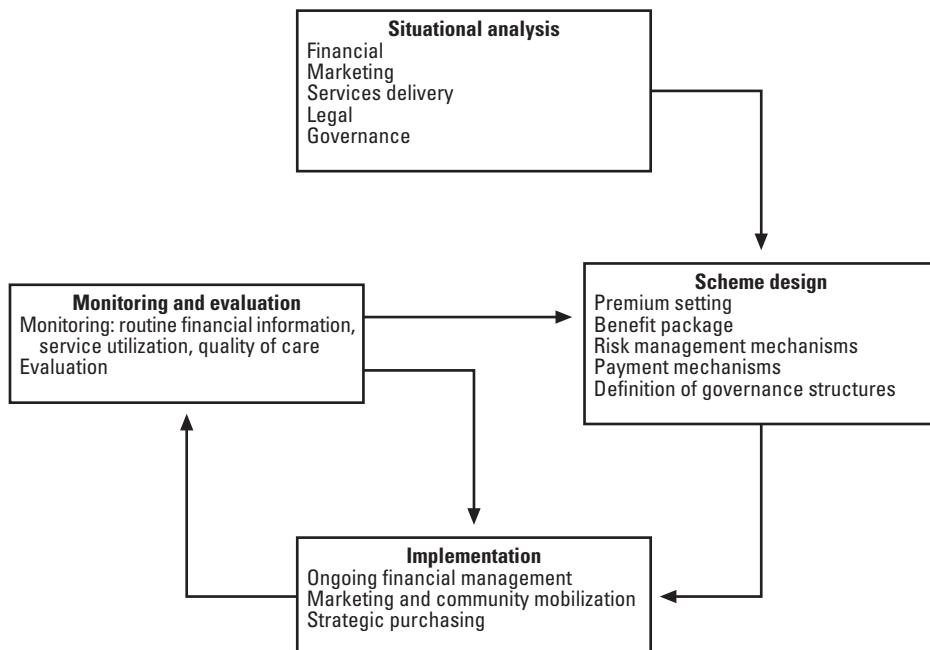 Situational analysis
Financial
Marketing
Services delivery
Legal
Governance
Scheme design
Premium setting
Benefit package
Risk management mechanisms
Payment mechanisms
Definition of governance structures
Monitoring and evaluation
Monitoring: routine financial information,
service utilization, quality of care
Evaluation
Implementation
Ongoing financial management
Marketing and community mobilization
Strategic purchasing